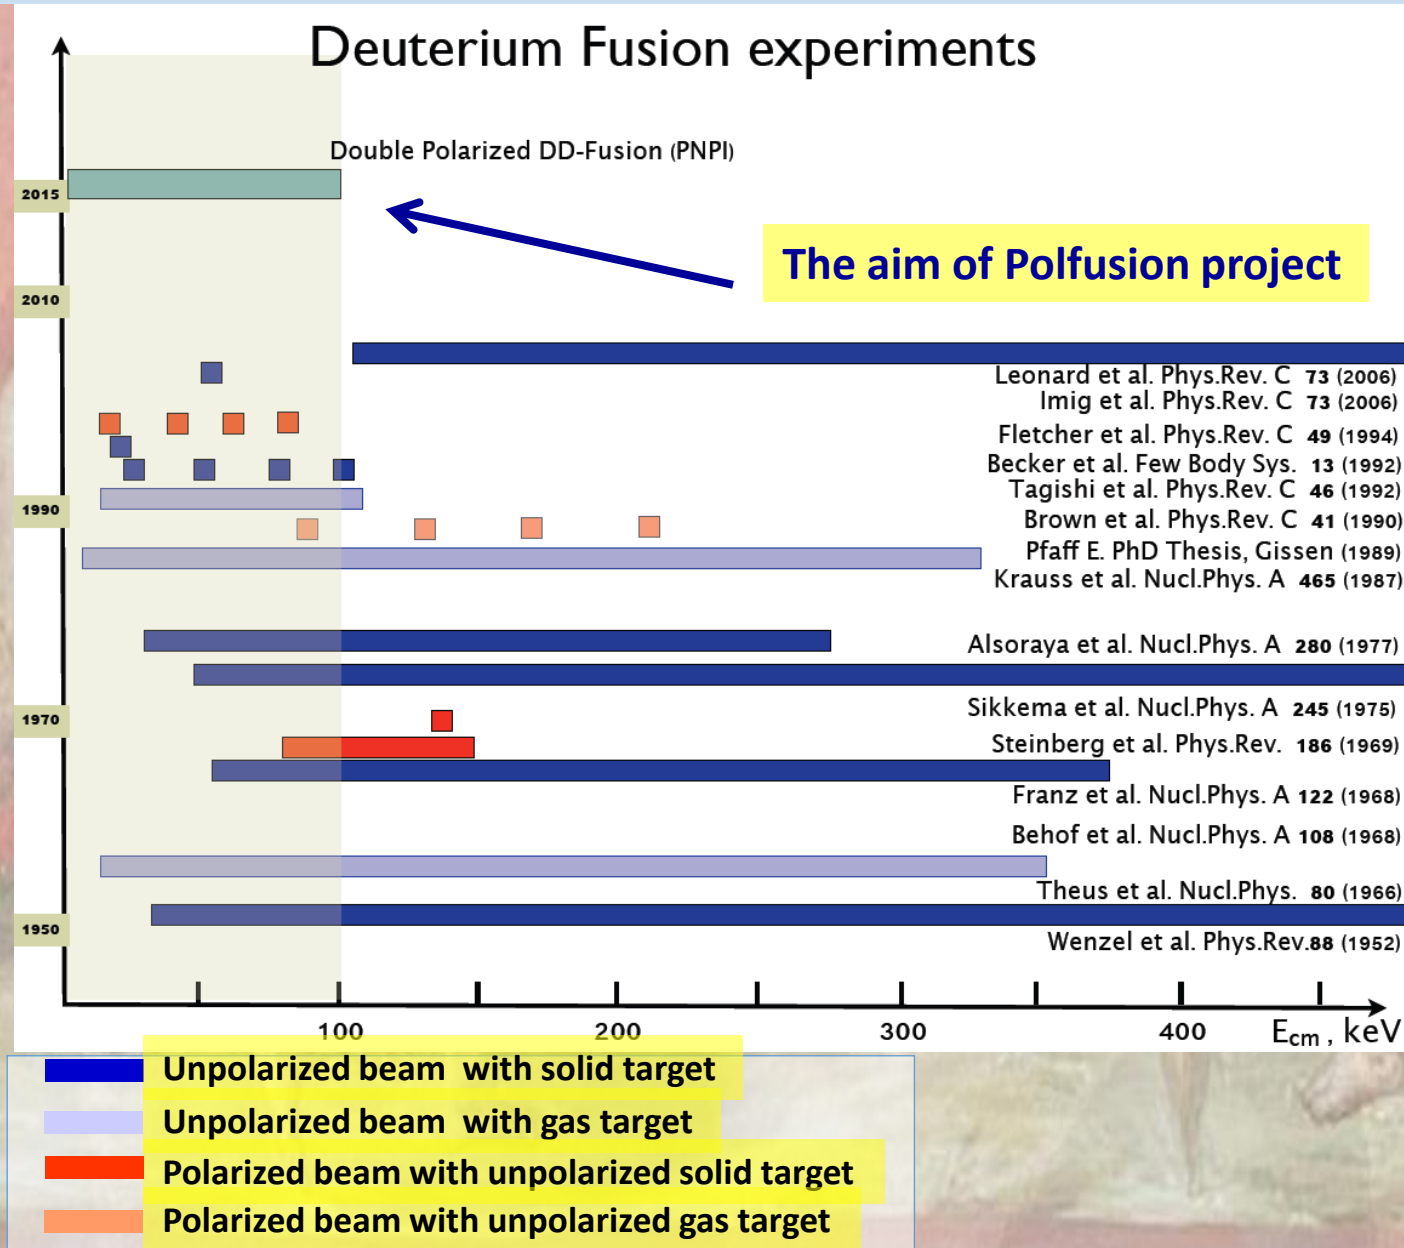 Deuterium Fusion experiments
Double Polarized DD-Fusion (PNPI)
2015
The aim of Polfusion project
2010
Leonard et al. Phys.Rev. C 73 (2006)
Imig et al. Phys.Rev. C 73 (2006)
Fletcher et al. Phys.Rev. C 49 (1994)
Becker et al. Few Body Sys. 13 (1992)
Tagishi et al. Phys.Rev. C 46 (1992)
1990
Brown et al. Phys.Rev. C 41 (1990)
Pfaff E. PhD Thesis, Gissen (1989)
Krauss et al. Nucl.Phys. A 465 (1987)
Alsoraya et al. Nucl.Phys. A 280 (1977)
Sikkema et al. Nucl.Phys. A 245 (1975)
1970
Steinberg et al. Phys.Rev. 186 (1969)
Franz et al. Nucl.Phys. A 122 (1968)
Behof et al. Nucl.Phys. A 108 (1968)
Theus et al. Nucl.Phys. 80 (1966)
1950
Wenzel et al. Phys.Rev.88 (1952)
100 200 300 400 Ecm , keV
Unpolarized beam with solid target
Unpolarized beam with gas target
Polarized beam with unpolarized solid target
Polarized beam with unpolarized gas target